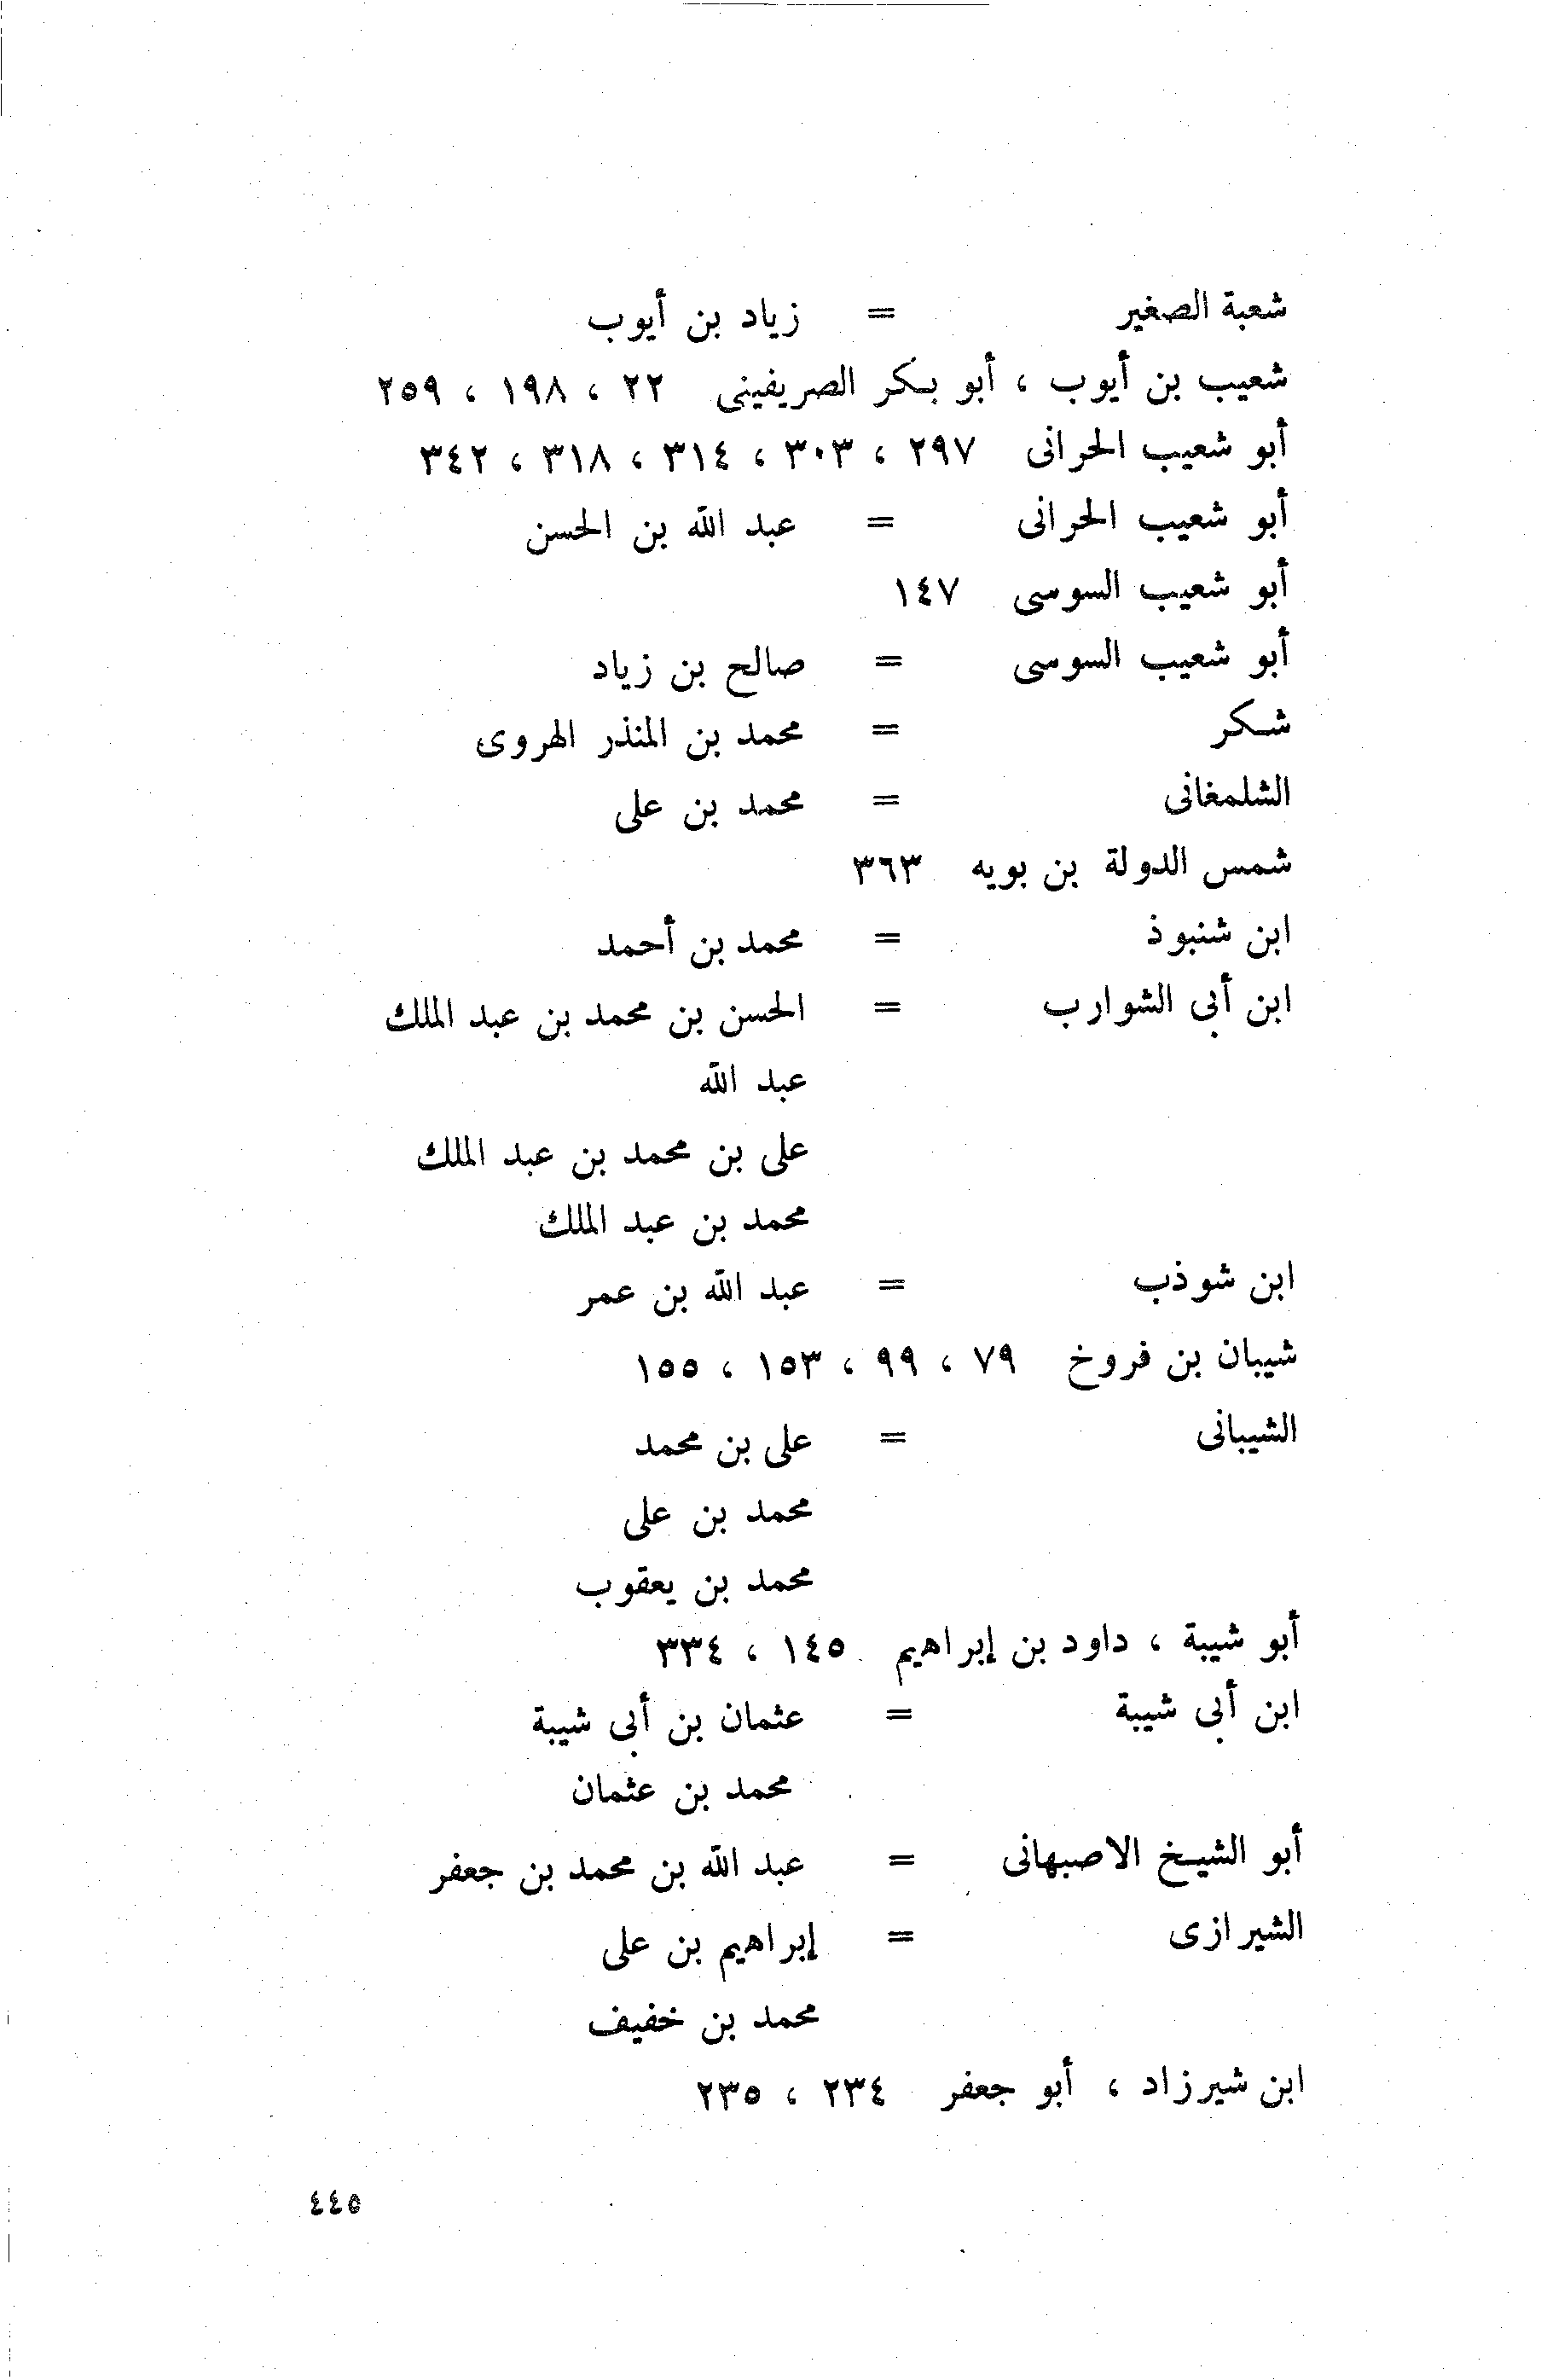 شعبة الصغير = زياد بن أيوب
شعيب بن أيوب ، أبو بكر الصريفينى ٢٢ ، ١٩٨ ، ٢٥٩
أبو شعيب الحرانى ٢٩٧ ، ٣٠٣ ، ٣١٤ ، ٣١٨ ، ٣٤٢
أبو شعيب الحرانى = عبد الله بن الحسن
أبو شعيب السوسى ١٤٧
أبو شعيب السوسى = صالح بن زياد
شكر = محمد بن المنذر الهروى
الشلمغانى = محمد بن على
شمس الدولة بن بويه ٣٦٣
ابن شنبوذ = محمد بن أحمد
ابن أبى الشوارب = الحسن بن محمد بن عبد الملك
عبد الله
على بن محمد بن عبد الملك
محمد بن عبد الملك
ابن شوذب = عبد الله بن عمر
شيبان بن فروخ ٧٩ ، ٩٩ ، ١٥٣ ، ١٥٥
الشيبانى = على بن محمد
محمد بن على
محمد بن يعقوب
أبو شيبة ، داود بن إبراهيم ١٤٥ ، ٣٣٤
ابن أبى شيبة = عثمان بن أبى شيبة
محمد بن عثمان
أبو الشيخ الاصبهانى = عبد الله بن محمد بن جعفر
الشيرازى = إبراهيم بن على
محمد بن خفيف
ابن شيرزاد ، أبو جعفر ٢٣٤ ، ٢٣٥
٤٤٥